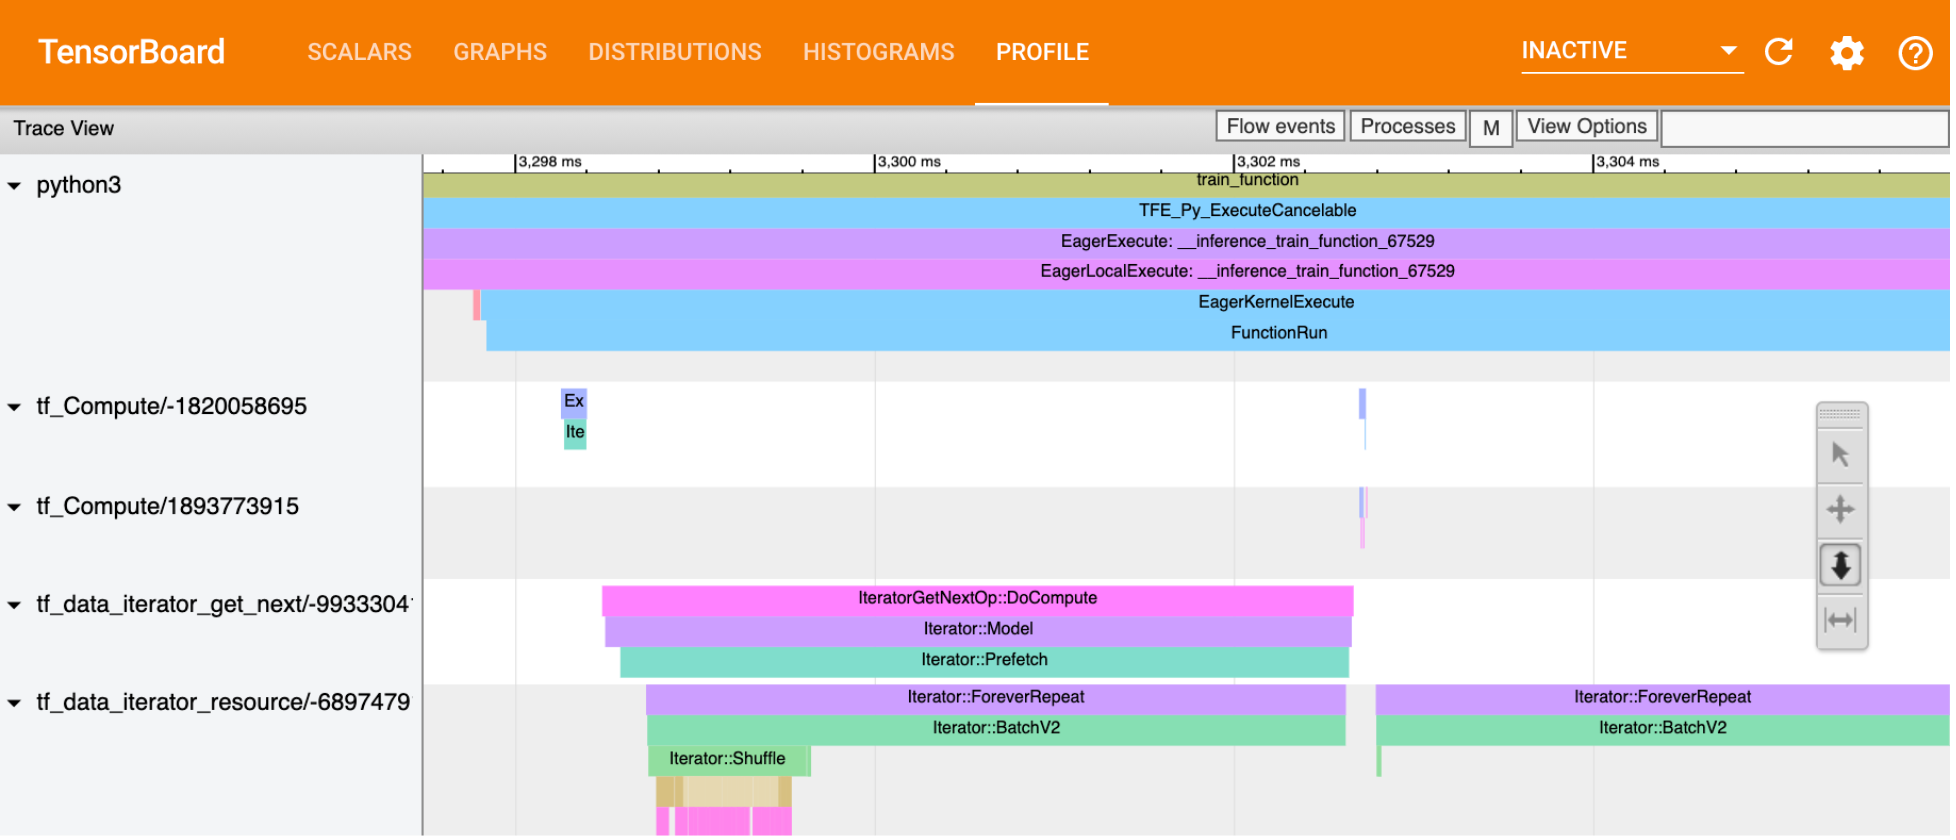 TensorBoard SCALARS GRAPHS DISTRIBUTIONS HISTOGRAMS PROFILE INACTIVE
Trace View Flow events Processes M View Options
3,298 ms 3,300 ms 3,302 ms 3,304 ms
python3
train_function
TFE_Py_ExecuteCancelable
EagerExecute: __inference_train_function_67529
EagerLocalExecute: __inference_train_function_67529
EagerKernelExecute
FunctionRun
tf_Compute/-1820058695
Ex
Ite
tf_Compute/1893773915
tf_data_iterator_get_next/-9933304
IteratorGetNextOp::DoCompute
Iterator::Model
Iterator::Prefetch
tf_data_iterator_resource/-6897479
Iterator::ForeverRepeat Iterator::ForeverRepeat
Iterator::BatchV2 Iterator::BatchV2
Iterator::Shuffle